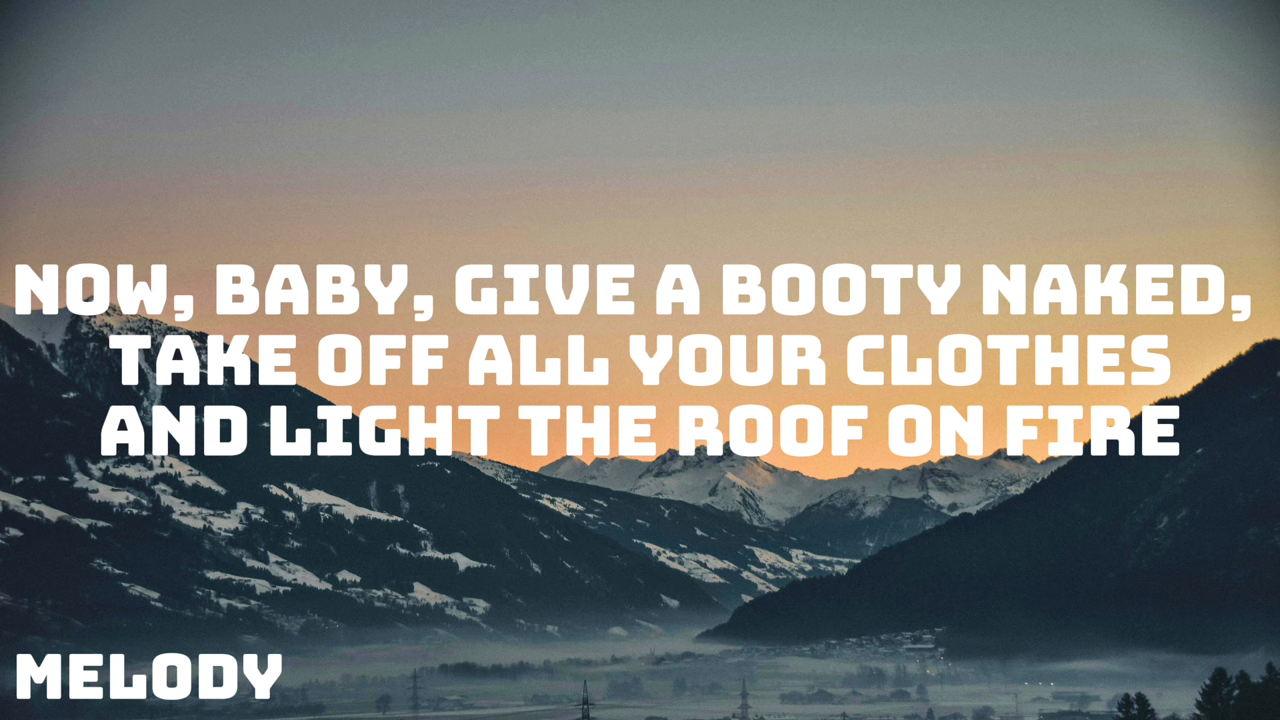 NOW, BABY, GIVE A BOOTY NAKED,
TAKE OFF ALL YOUR CLOTHES
AND LIGHT THE ROOF ON FIRE
MELODY